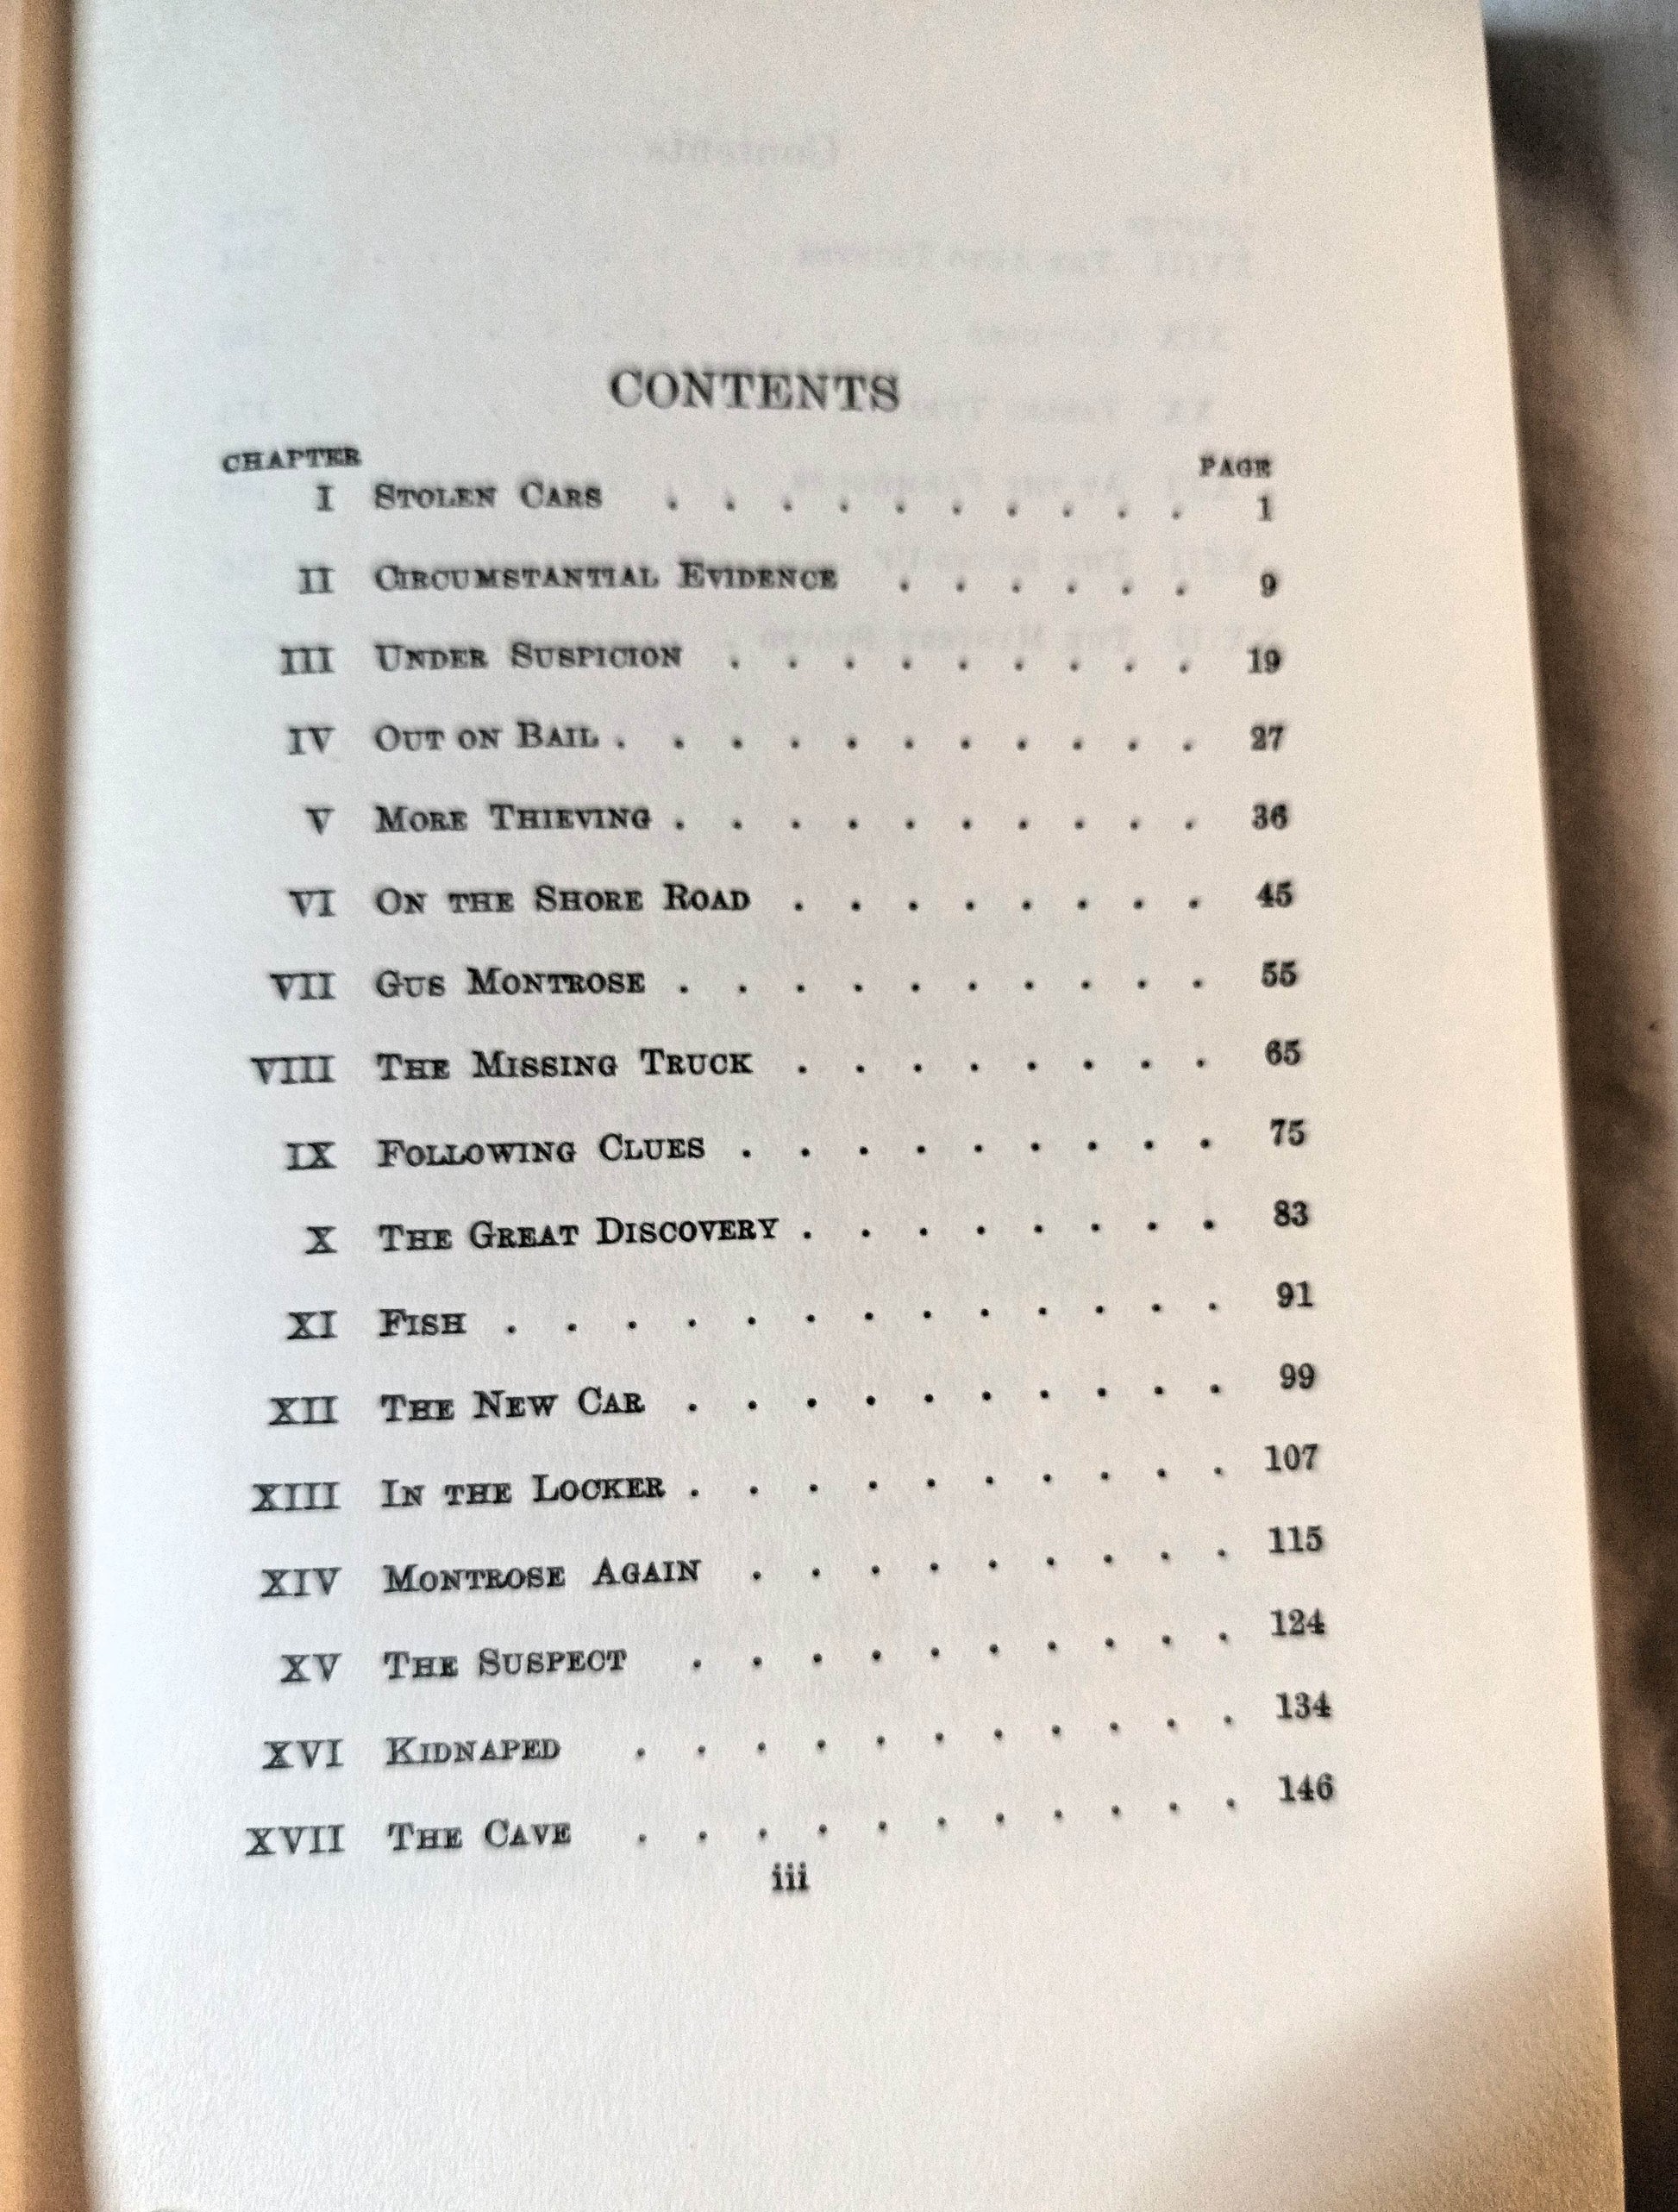 CONTENTS
CHAPTER PAGE
I STOLEN CARS . . . . . . . . . . 1
II CIRCUMSTANTIAL EVIDENCE . . . . . . 9
III UNDER SUSPICION . . . . . . . . . 19
IV OUT ON BAIL . . . . . . . . . . . 27
V MORE THIEVING . . . . . . . . . . 36
VI ON THE SHORE ROAD . . . . . . . . 45
VII GUS MONTROSE . . . . . . . . . . 55
VIII THE MISSING TRUCK . . . . . . . . 65
IX FOLLOWING CLUES . . . . . . . . . 75
X THE GREAT DISCOVERY . . . . . . . . 83
XI FISH . . . . . . . . . . . . . 91
XII THE NEW CAR . . . . . . . . . . 99
XIII IN THE LOCKER . . . . . . . . . . 107
XIV MONTROSE AGAIN . . . . . . . . . 115
XV THE SUSPECT . . . . . . . . . . 124
XVI KIDNAPED . . . . . . . . . . . 134
XVII THE CAVE . . . . . . . . . . . 146
iii